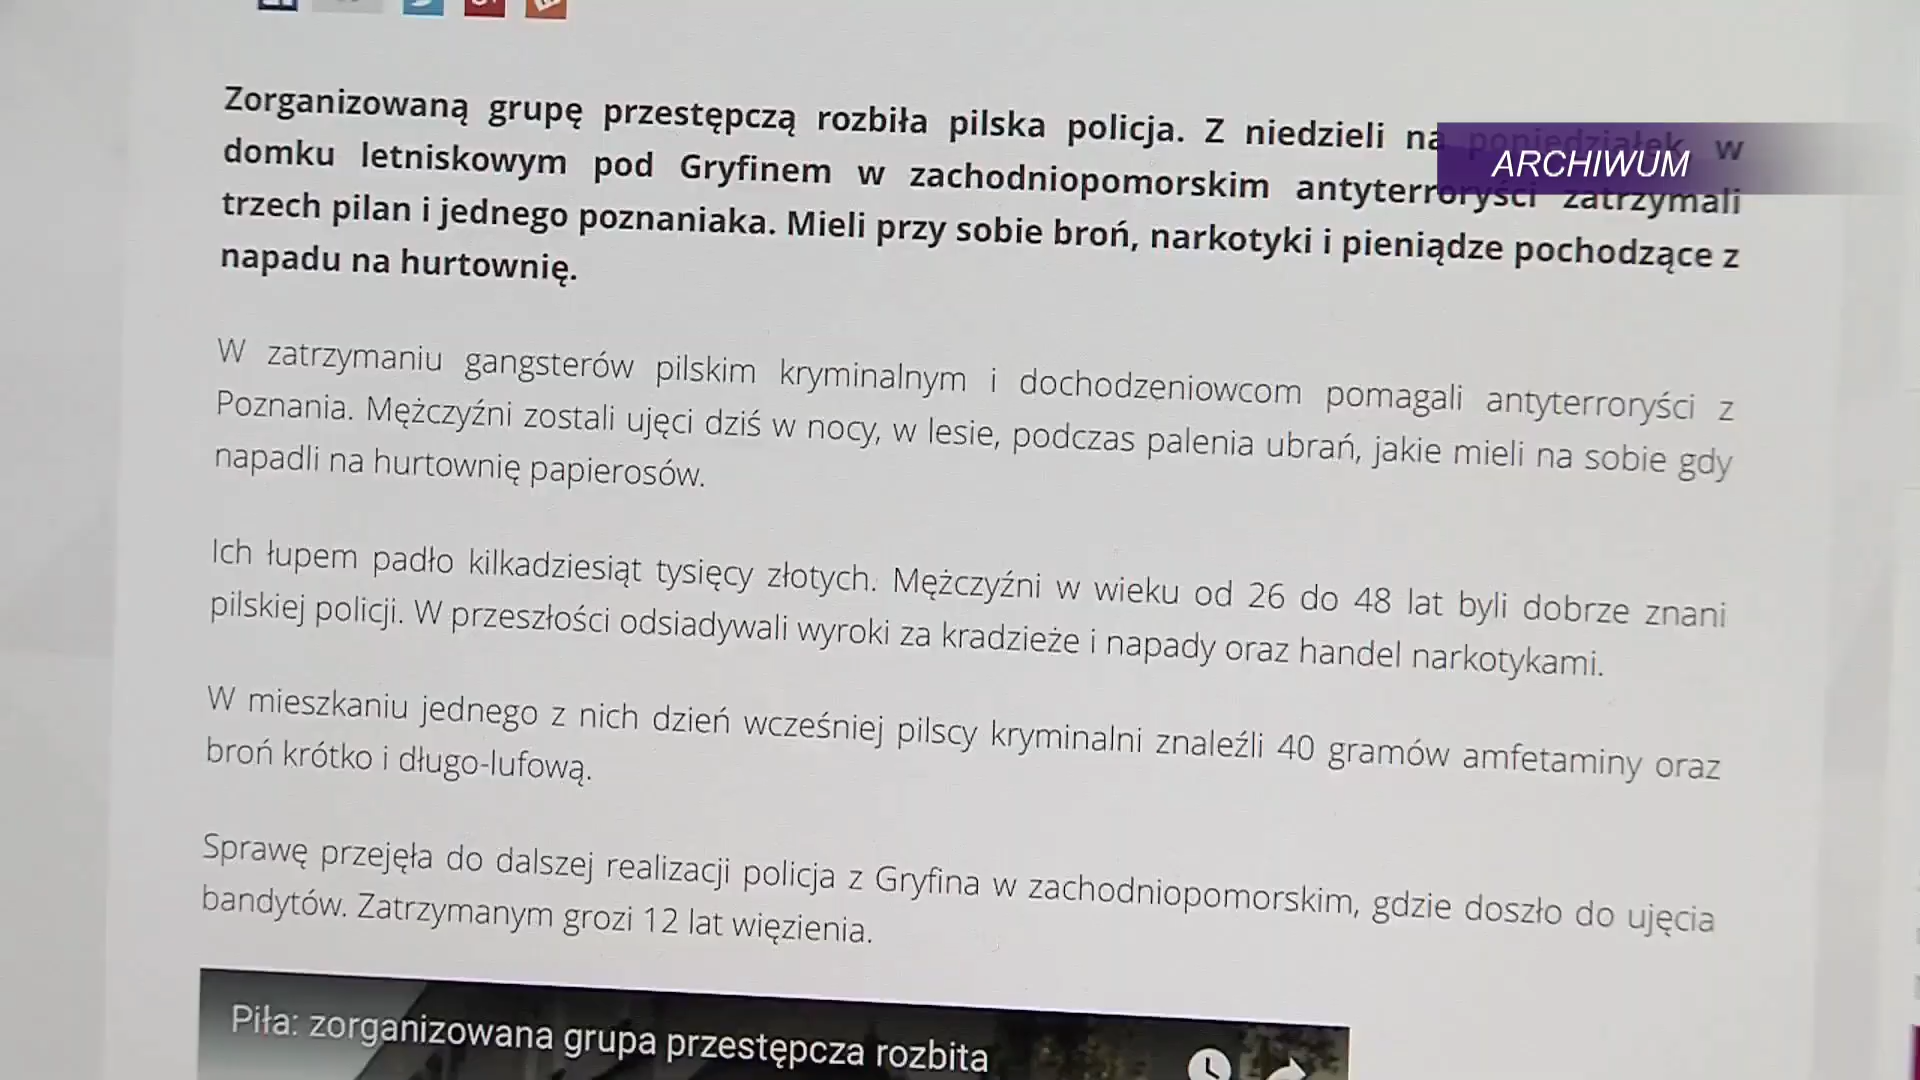 Zorganizowaną grupę przestępczą rozbiła pilska policja. Z niedzieli na poniedziałek w
domku letniskowym pod Gryfinem w zachodniopomorskim antyterroryści zatrzymali
trzech pilan i jednego poznaniaka. Mieli przy sobie broń, narkotyki i pieniądze pochodzące z
napadu na hurtownię.
ARCHIWUM
W zatrzymaniu gangsterów pilskim kryminalnym i dochodzeniowcom pomagali antyterroryści z
Poznania. Mężczyźni zostali ujęci dziś w nocy, w lesie, podczas palenia ubrań, jakie mieli na sobie gdy
napadli na hurtownię papierosów.
Ich łupem padło kilkadziesiąt tysięcy złotych. Mężczyźni w wieku od 26 do 48 lat byli dobrze znani
pilskiej policji. W przeszłości odsiadywali wyroki za kradzieże i napady oraz handel narkotykami.
W mieszkaniu jednego z nich dzień wcześniej pilscy kryminalni znaleźli 40 gramów amfetaminy oraz
broń krótko i długo-lufową.
Sprawę przejęła do dalszej realizacji policja z Gryfina w zachodniopomorskim, gdzie doszło do ujęcia
bandytów. Zatrzymanym grozi 12 lat więzienia.
Piła: zorganizowana grupa przestępcza rozbita